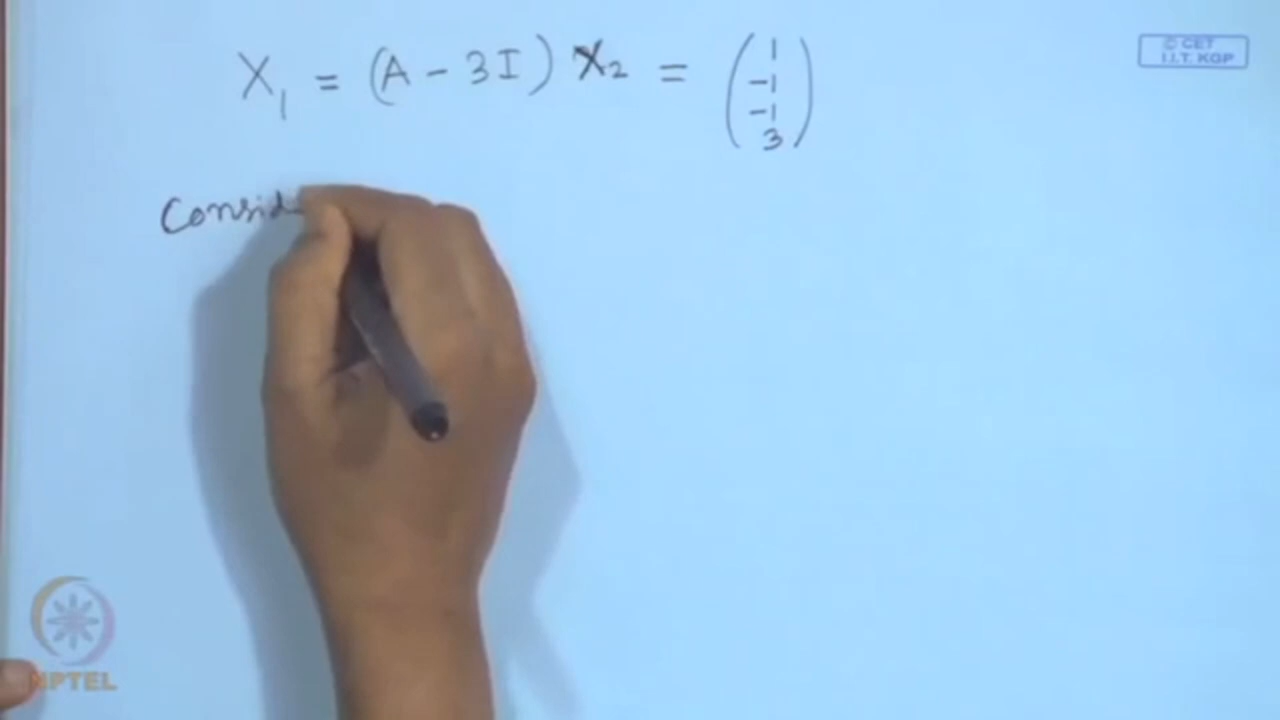 X₁ = (A - 3I) X₂ = (1 -1 -1 3)
© CET
I.I.T. KGP
Consid
NPTEL